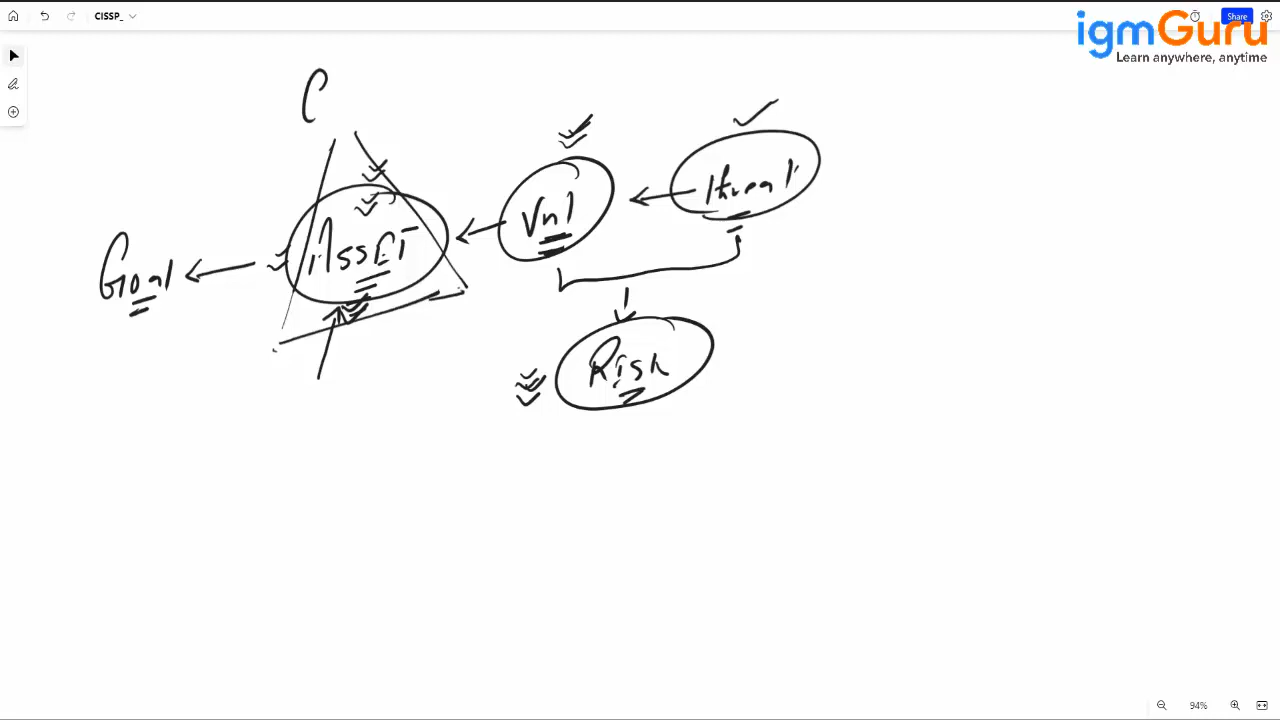 CISSP_
Share
igmGuru
Learn anywhere, anytime
C
Threat
Vul
Asset
Goal
Risk
94%